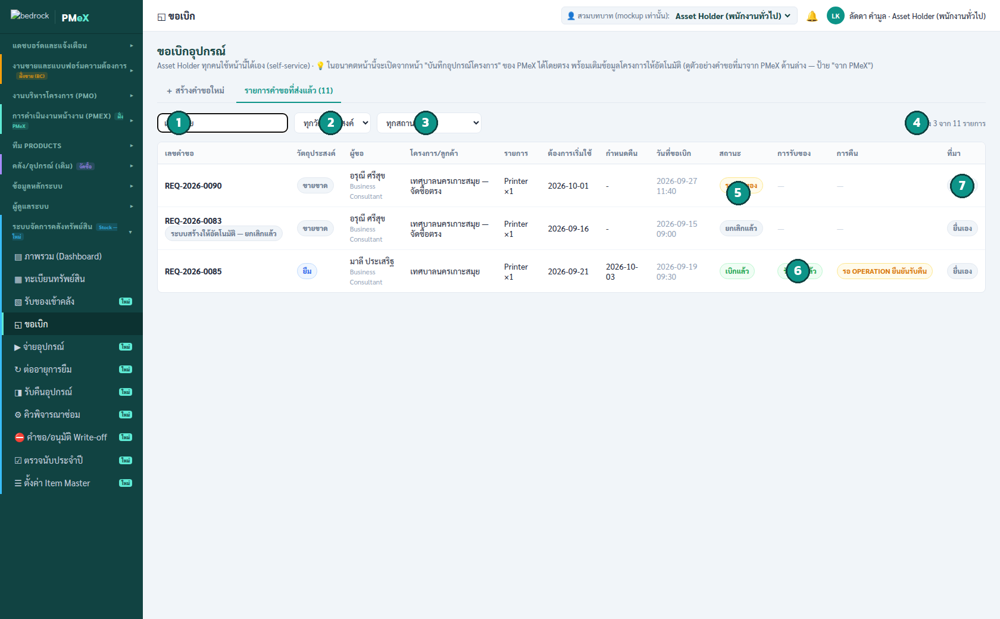 bedrock PMeX
แดชบอร์ดและแจ้งเตือน ▸
งานขายและแบบฟอร์มความต้องการ ▸
ฝั่งขาย (BC)
งานบริหารโครงการ (PMO) ▸
การดำเนินงานหน้างาน (PMEX) ฝั่ง ▸
PMeX
ทีม PRODUCTS ▸
คลัง/อุปกรณ์ (เดิม) จัดซื้อ ▸
ข้อมูลหลักระบบ ▸
ผู้ดูแลระบบ ▸
ระบบจัดการคลังทรัพย์สิน Stock — ▾
ใหม่
ภาพรวม (Dashboard)
ทะเบียนทรัพย์สิน
รับของเข้าคลัง ใหม่
ขอเบิก
จ่ายอุปกรณ์ ใหม่
ต่ออายุการยืม ใหม่
รับคืนอุปกรณ์ ใหม่
คิวพิจารณาซ่อม ใหม่
คำขอ/อนุมัติ Write-off ใหม่
ตรวจนับประจำปี ใหม่
ตั้งค่า Item Master ใหม่
ขอเบิก
สวมบทบาท (mockup เท่านั้น): Asset Holder (พนักงานทั่วไป)
LK ลัดดา คำมูล · Asset Holder (พนักงานทั่วไป)
ขอเบิกอุปกรณ์
Asset Holder ทุกคนใช้หน้านี้ได้เอง (self-service) · 💡 ในอนาคตหน้านี้จะเปิดจากหน้า "บันทึกอุปกรณ์โครงการ" ของ PMeX ได้โดยตรง พร้อมเติมข้อมูลโครงการให้อัตโนมัติ (ดูตัวอย่างคำขอที่มาจาก PMeX ด้านล่าง — ป้าย "จาก PMeX")
+ สร้างคำขอใหม่ รายการคำขอที่ส่งแล้ว (11)
1 2 3 4 3 จาก 11 รายการ
เลขคำขอ วัตถุประสงค์ ผู้ขอ โครงการ/ลูกค้า รายการ ต้องการเริ่มใช้ กำหนดคืน วันที่ขอเบิก สถานะ การรับของ การคืน ที่มา
REQ-2026-0090 ขายขาด อรุณี ศรีสุข Business Consultant เทศบาลนครเกาะสมุย — จัดซื้อตรง Printer ×1 2026-10-01 - 2026-09-27 11:40 5 — — 7
REQ-2026-0083 ระบบสร้างให้อัตโนมัติ — ยกเลิกแล้ว ขายขาด อรุณี ศรีสุข Business Consultant เทศบาลนครเกาะสมุย — จัดซื้อตรง Printer ×1 2026-09-16 - 2026-09-15 09:00 ยกเลิกแล้ว — — ยื่นเอง
REQ-2026-0085 ยืม มาลี ประเสริฐ Business Consultant เทศบาลนครเกาะสมุย Printer ×1 2026-09-21 2026-10-03 2026-09-19 09:30 เบิกแล้ว 6 รอ OPERATION ยืนยันรับคืน ยื่นเอง